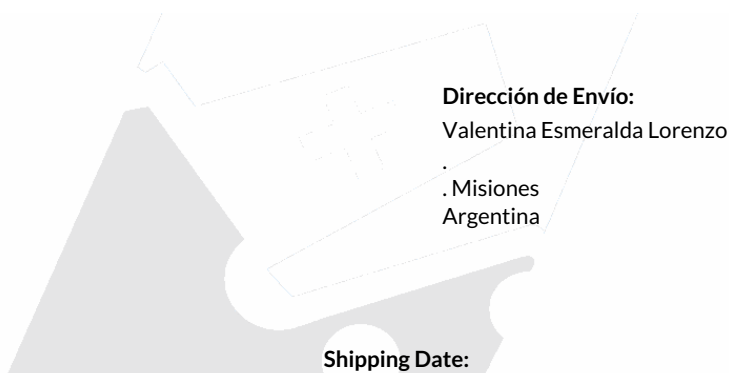 Dirección de Envío:
Valentina Esmeralda Lorenzo
.
. Misiones
Argentina
Shipping Date: